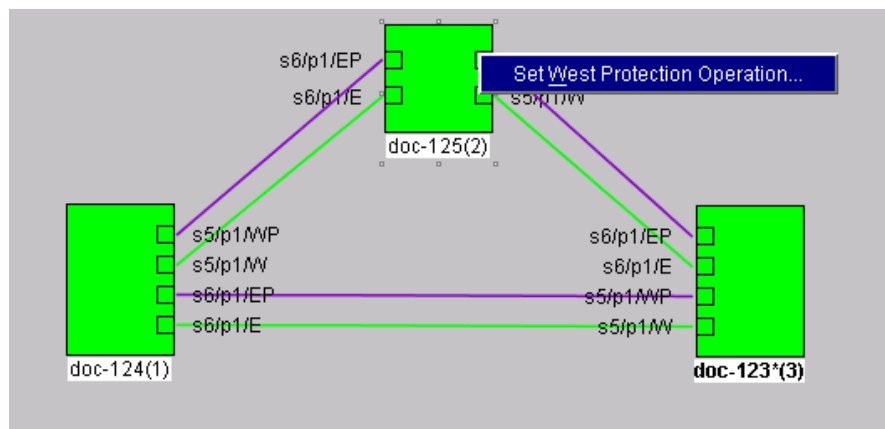 s6/p1/EP
Set West Protection Operation...
s6/p1/E
s5/p1/W
doc-125(2)
s5/p1/WP
s6/p1/EP
s5/p1/W
s6/p1/E
s6/p1/EP
s5/p1/WP
s6/p1/E
s5/p1/W
doc-124(1)
doc-123*(3)